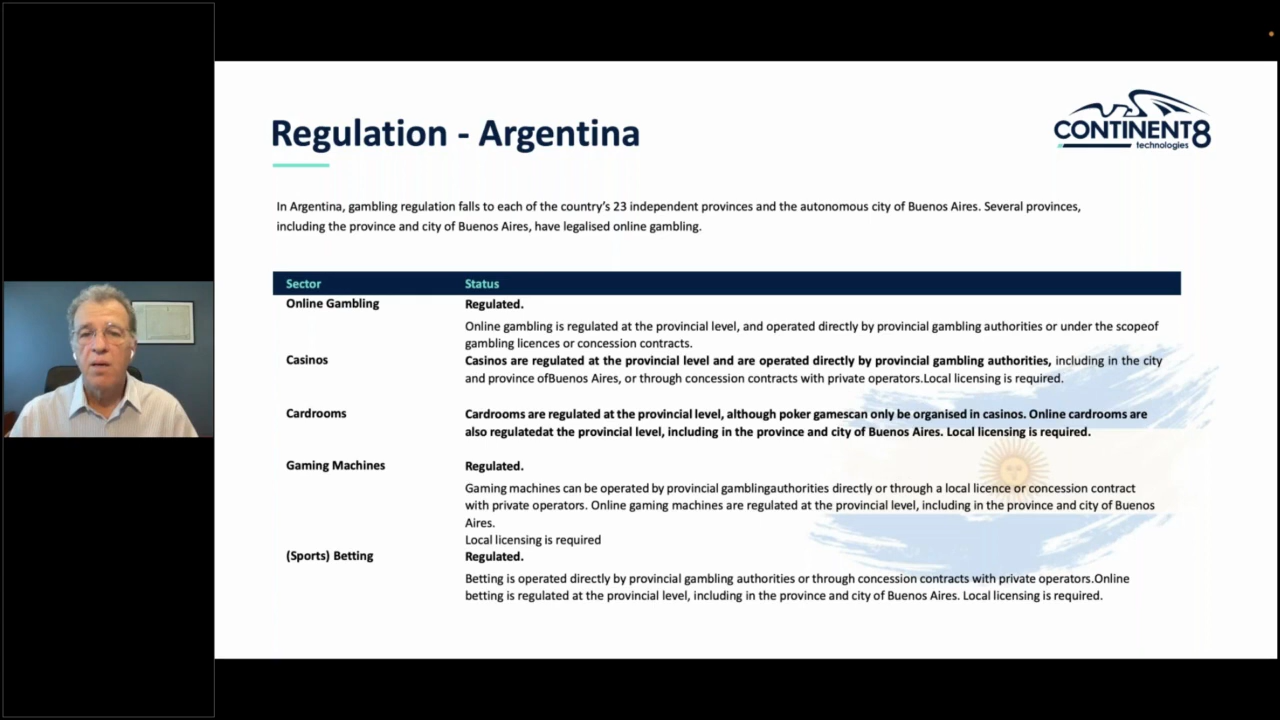 Regulation - Argentina
CONTINENT8
technologies
In Argentina, gambling regulation falls to each of the country's 23 independent provinces and the autonomous city of Buenos Aires. Several provinces,
including the province and city of Buenos Aires, have legalised online gambling.
Sector Status
Online Gambling Regulated.
Online gambling is regulated at the provincial level, and operated directly by provincial gambling authorities or under the scopeof
gambling licences or concession contracts.
Casinos Casinos are regulated at the provincial level and are operated directly by provincial gambling authorities, including in the city
and province ofBuenos Aires, or through concession contracts with private operators.Local licensing is required.
Cardrooms Cardrooms are regulated at the provincial level, although poker gamescan only be organised in casinos. Online cardrooms are
also regulatedat the provincial level, including in the province and city of Buenos Aires. Local licensing is required.
Gaming Machines Regulated.
Gaming machines can be operated by provincial gamblingauthorities directly or through a local licence or concession contract
with private operators. Online gaming machines are regulated at the provincial level, including in the province and city of Buenos
Aires.
Local licensing is required
(Sports) Betting Regulated.
Betting is operated directly by provincial gambling authorities or through concession contracts with private operators.Online
betting is regulated at the provincial level, including in the province and city of Buenos Aires. Local licensing is required.